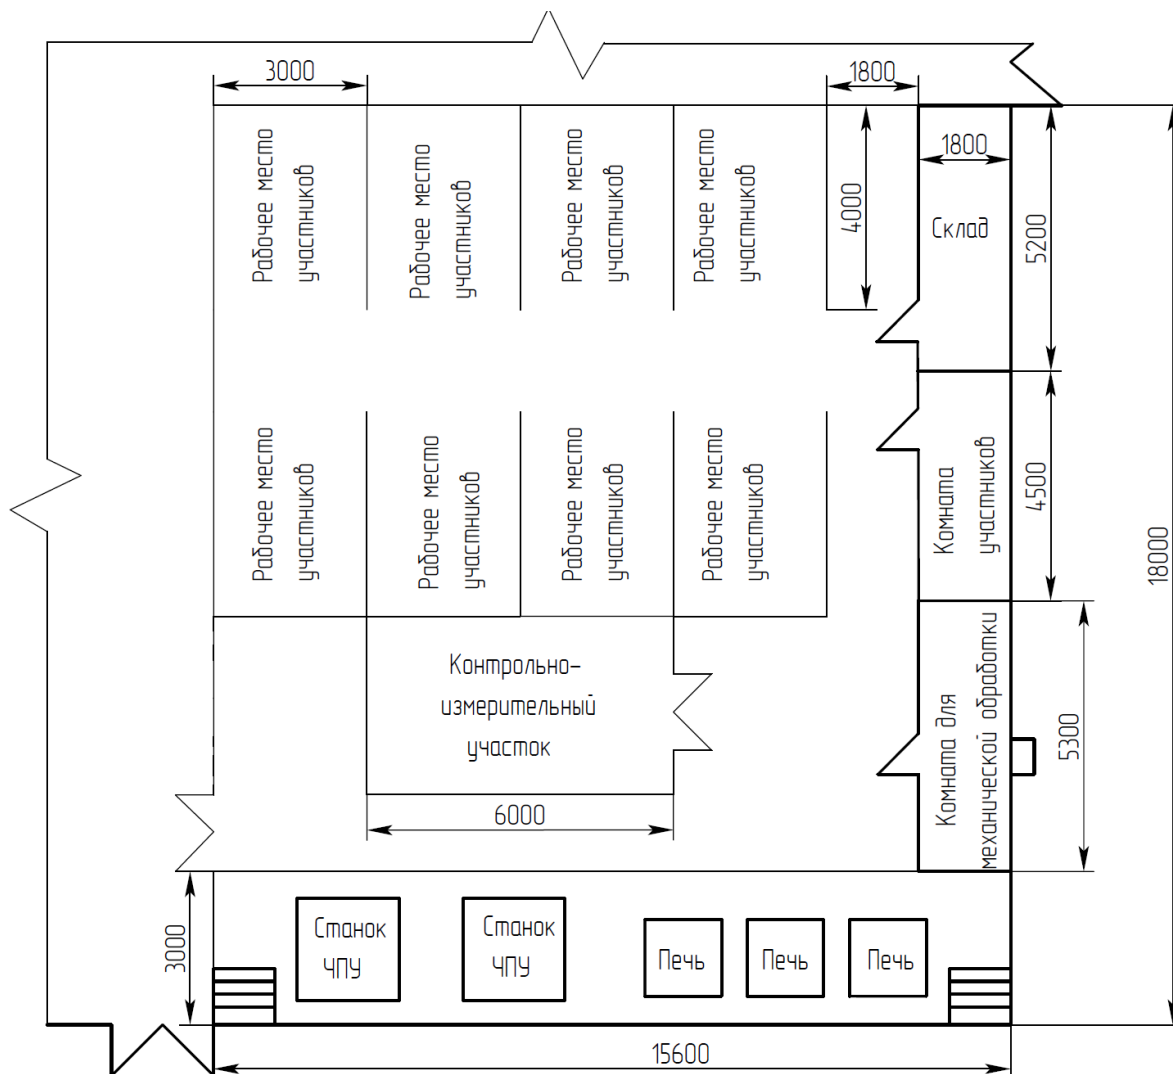 3000
1800
Рабочее место
участников
Рабочее место
участников
Рабочее место
участников
Рабочее место
участников
4000
1800
Склад
5200
Рабочее место
участников
Рабочее место
участников
Рабочее место
участников
Рабочее место
участников
Комната
участников
4500
18000
Контрольно-
измерительный
участок
6000
Комната для
механической обработки
5300
3000
Станок
ЧПУ
Станок
ЧПУ
Печь
Печь
Печь
15600